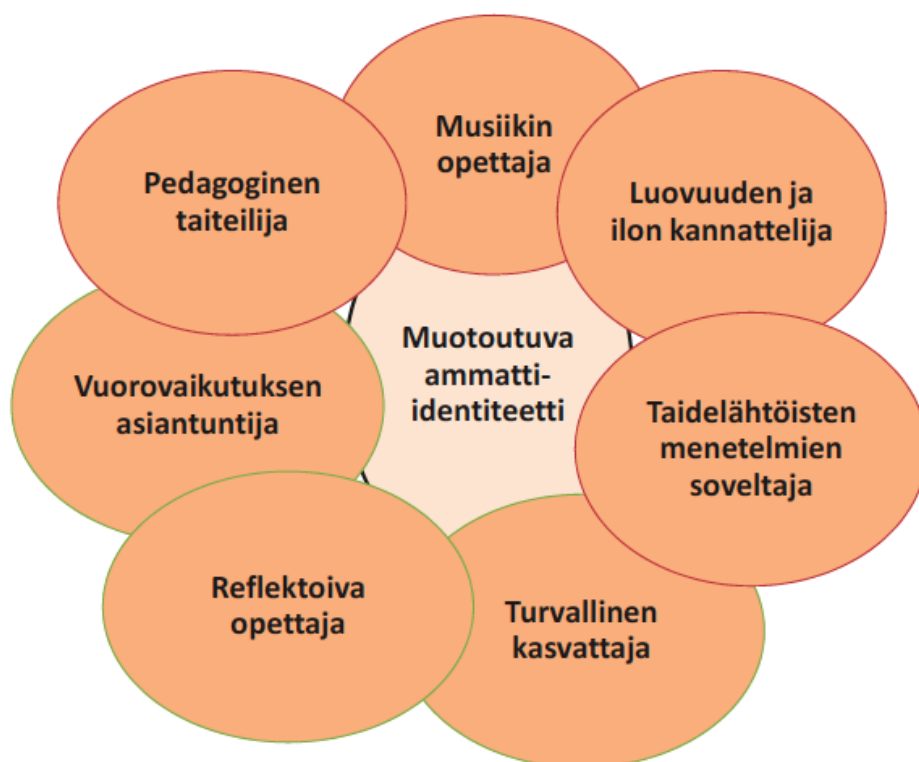 Musiikin
opettaja
Pedagoginen
taiteilija
Luovuuden ja
ilon kannattelija
Muotoutuva
ammatti-
identiteetti
Vuorovaikutuksen
asiantuntija
Taidelähtöisten
menetelmien
soveltaja
Reflektoiva
opettaja
Turvallinen
kasvattaja